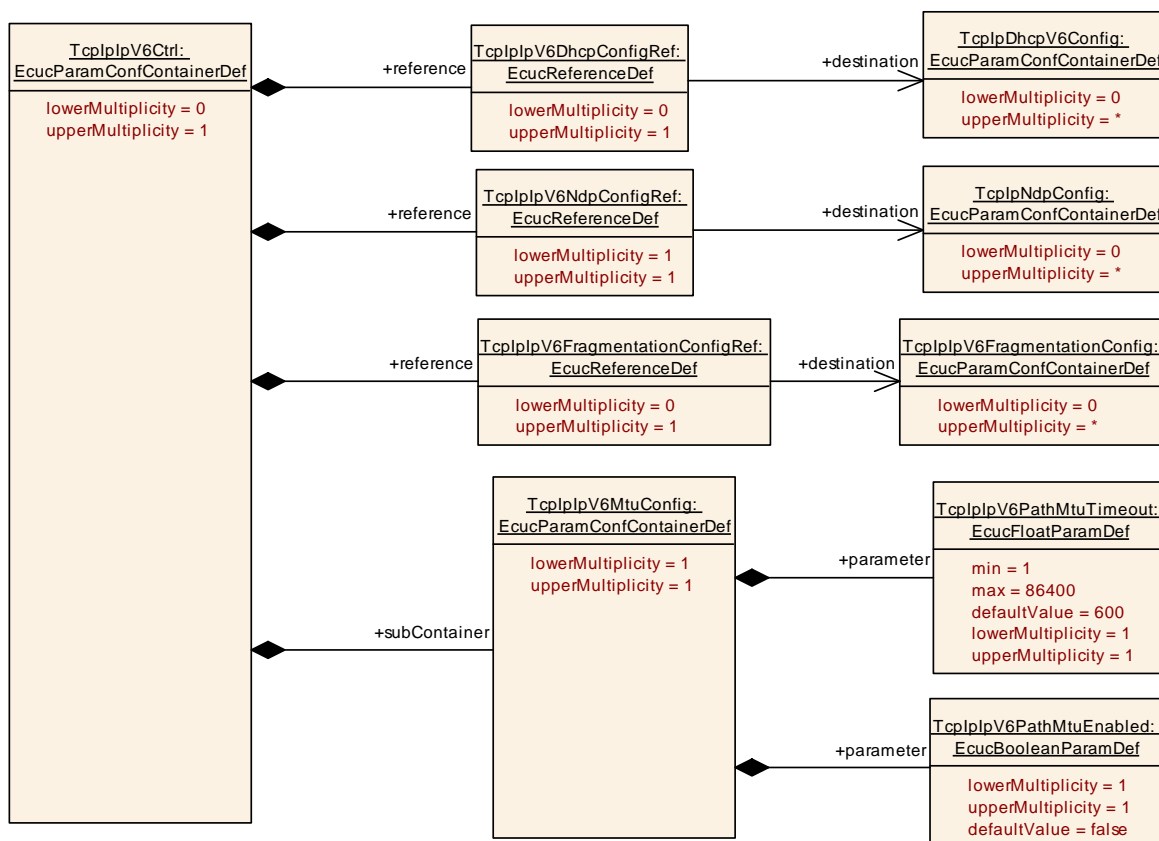 TcpIpIpV6Ctrl:
EcucParamConfContainerDef
lowerMultiplicity = 0
upperMultiplicity = 1
+reference
TcpIpIpV6DhcpConfigRef:
EcucReferenceDef
lowerMultiplicity = 0
upperMultiplicity = 1
+destination
TcpIpDhcpV6Config:
EcucParamConfContainerDef
lowerMultiplicity = 0
upperMultiplicity = *
+reference
TcpIpIpV6NdpConfigRef:
EcucReferenceDef
lowerMultiplicity = 1
upperMultiplicity = 1
+destination
TcpIpNdpConfig:
EcucParamConfContainerDef
lowerMultiplicity = 0
upperMultiplicity = *
+reference
TcpIpIpV6FragmentationConfigRef:
EcucReferenceDef
lowerMultiplicity = 0
upperMultiplicity = 1
+destination
TcpIpIpV6FragmentationConfig:
EcucParamConfContainerDef
lowerMultiplicity = 0
upperMultiplicity = *
+subContainer
TcpIpIpV6MtuConfig:
EcucParamConfContainerDef
lowerMultiplicity = 1
upperMultiplicity = 1
+parameter
TcpIpIpV6PathMtuTimeout:
EcucFloatParamDef
min = 1
max = 86400
defaultValue = 600
lowerMultiplicity = 1
upperMultiplicity = 1
+parameter
TcpIpIpV6PathMtuEnabled:
EcucBooleanParamDef
lowerMultiplicity = 1
upperMultiplicity = 1
defaultValue = false